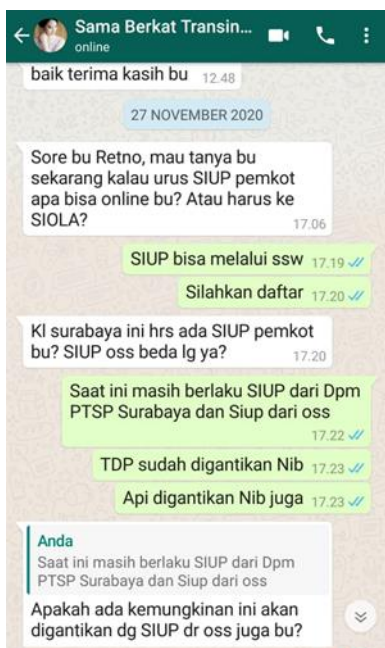 Sama Berkat Transin...
online
baik terima kasih bu 12.48
27 NOVEMBER 2020
Sore bu Retno, mau tanya bu
sekarang kalau urus SIUP pemkot
apa bisa online bu? Atau harus ke
SIOLA? 17.06
SIUP bisa melalui ssw 17.19
Silahkan daftar 17.20
Kl surabaya ini hrs ada SIUP pemkot
bu? SIUP oss beda lg ya? 17.20
Saat ini masih berlaku SIUP dari Dpm
PTSP Surabaya dan Siup dari oss
17.22
TDP sudah digantikan Nib 17.23
Api digantikan Nib juga 17.23
Anda
Saat ini masih berlaku SIUP dari Dpm
PTSP Surabaya dan Siup dari oss
Apakah ada kemungkinan ini akan
digantikan dg SIUP dr oss juga bu?